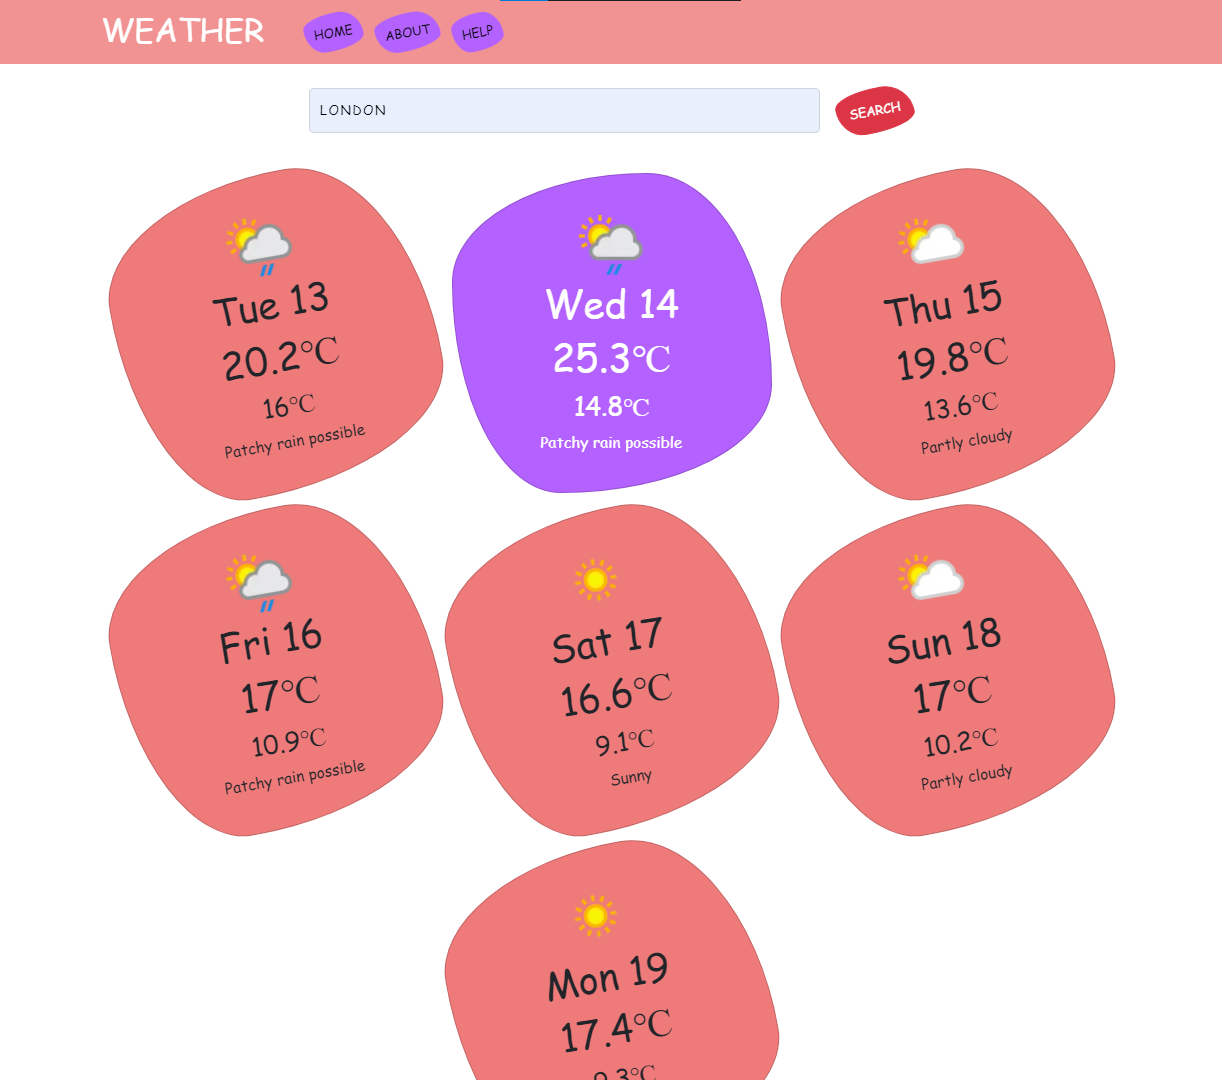 WEATHER
HOME
ABOUT
HELP
LONDON
SEARCH
Tue 13
20.2°C
16°C
Patchy rain possible
Wed 14
25.3°C
14.8°C
Patchy rain possible
Thu 15
19.8°C
13.6°C
Partly cloudy
Fri 16
17°C
10.9°C
Patchy rain possible
Sat 17
16.6°C
9.1°C
Sunny
Sun 18
17°C
10.2°C
Partly cloudy
Mon 19
17.4°C
9.3°C